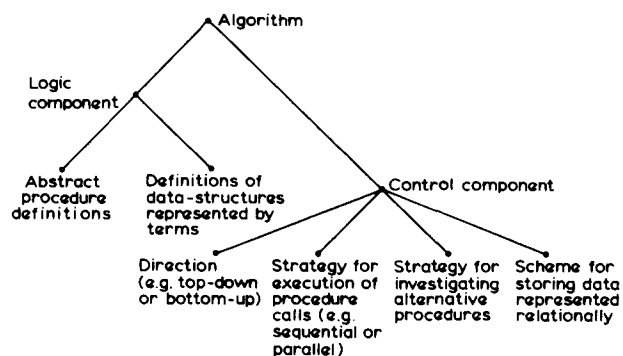 Algorithm
Logic
component
Abstract
procedure
definitions
Definitions of
data-structures
represented by
terms
Control component
Direction
(e.g. top-down
or bottom-up)
Strategy for
execution of
procedure
calls (e.g.
sequential or
parallel)
Strategy for
investigating
alternative
procedures
Scheme for
storing data
represented
relationally